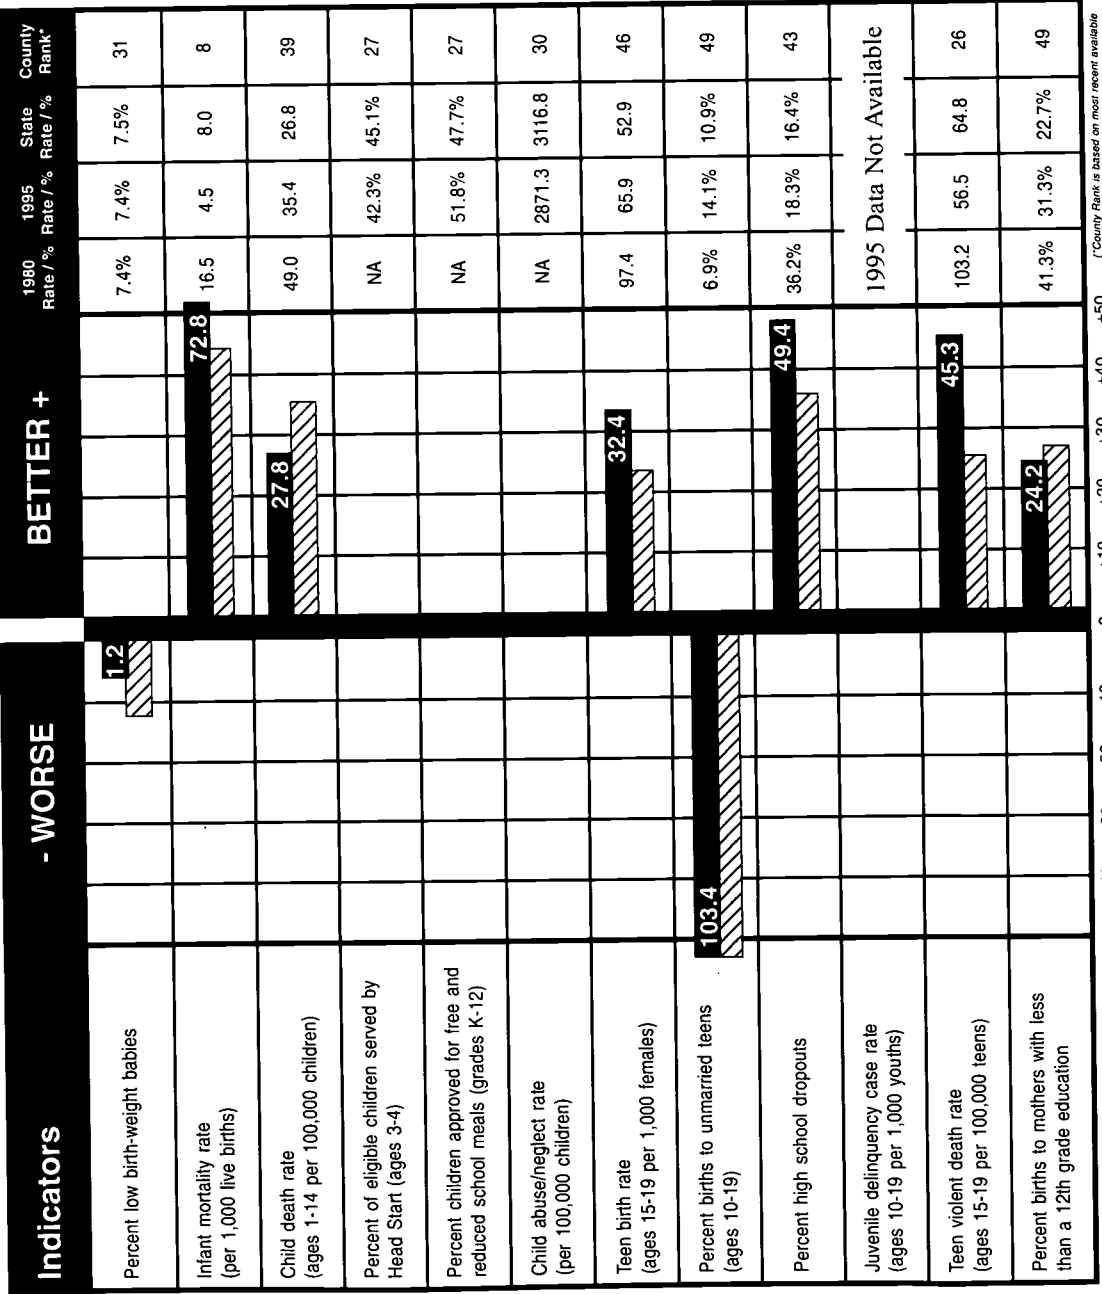 Indicators - WORSE BETTER + 1980 Rate / % 1995 Rate / % State Rate / % County Rank*
Percent low birth-weight babies 1.2 7.4% 7.4% 7.5% 31
Infant mortality rate
(per 1,000 live births) 72.8 16.5 4.5 8.0 8
Child death rate
(ages 1-14 per 100,000 children) 27.8 49.0 35.4 26.8 39
Percent of eligible children served by
Head Start (ages 3-4) NA 42.3% 45.1% 27
Percent children approved for free and
reduced school meals (grades K-12) NA 51.8% 47.7% 27
Child abuse/neglect rate
(per 100,000 children) NA 2871.3 3116.8 30
Teen birth rate
(ages 15-19 per 1,000 females) 32.4 97.4 65.9 52.9 46
Percent births to unmarried teens
(ages 10-19) 103.4 6.9% 14.1% 10.9% 49
Percent high school dropouts 49.4 36.2% 18.3% 16.4% 43
Juvenile delinquency case rate
(ages 10-19 per 1,000 youths) 1995 Data Not Available
Teen violent death rate
(ages 15-19 per 100,000 teens) 45.3 103.2 56.5 64.8 26
Percent births to mothers with less
than a 12th grade education 24.2 41.3% 31.3% 22.7% 49
(*County Rank is based on most recent available